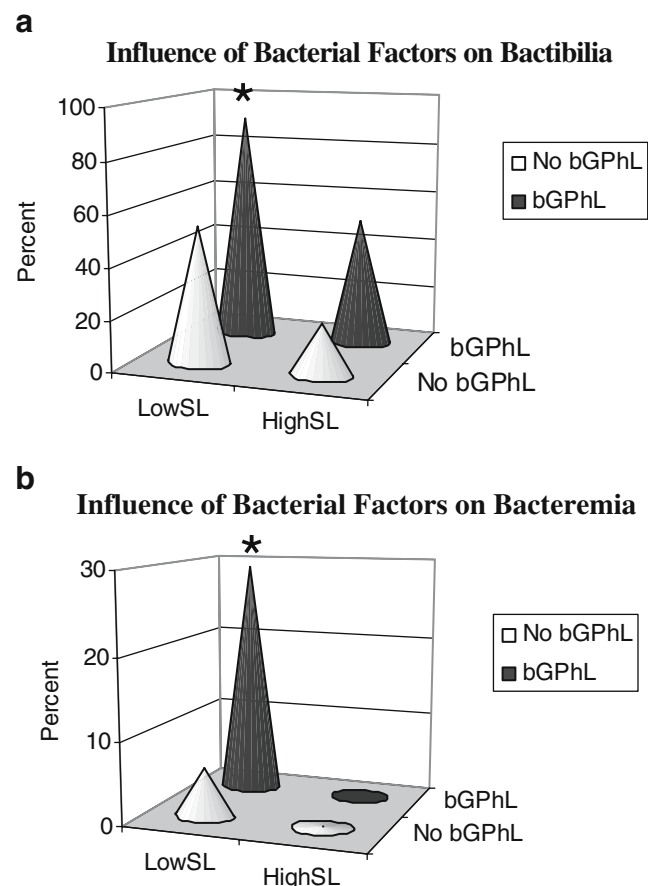 a
Influence of Bacterial Factors on Bactibilia
*
100
80
60
40
20
0
Percent
No bGPhL
bGPhL
bGPhL
No bGPhL
LowSL
HighSL
b
Influence of Bacterial Factors on Bacteremia
*
30
20
10
0
Percent
No bGPhL
bGPhL
bGPhL
No bGPhL
LowSL
HighSL